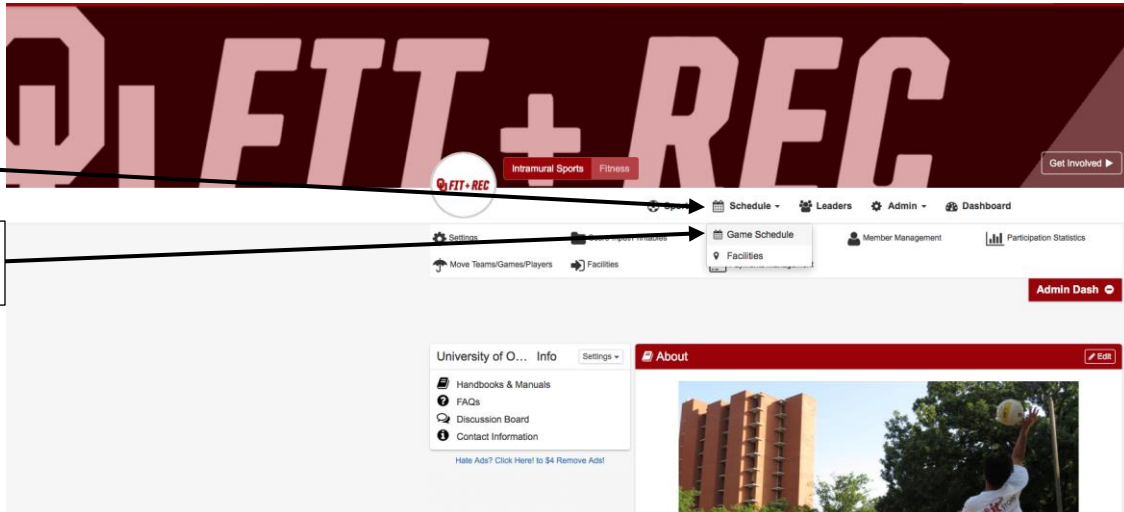 OU FIT + REC
Get Involved
Intramural Sports Fitness
OU FIT + REC
Schedule Leaders Admin Dashboard
Settings Game Schedule Member Management Participation Statistics
Facilities
Move Teams/Games/Players Facilities
Admin Dash
University of O... Info Settings
About Edit
Handbooks & Manuals
FAQs
Discussion Board
Contact Information
Hate Ads? Click Here! to $4 Remove Ads!